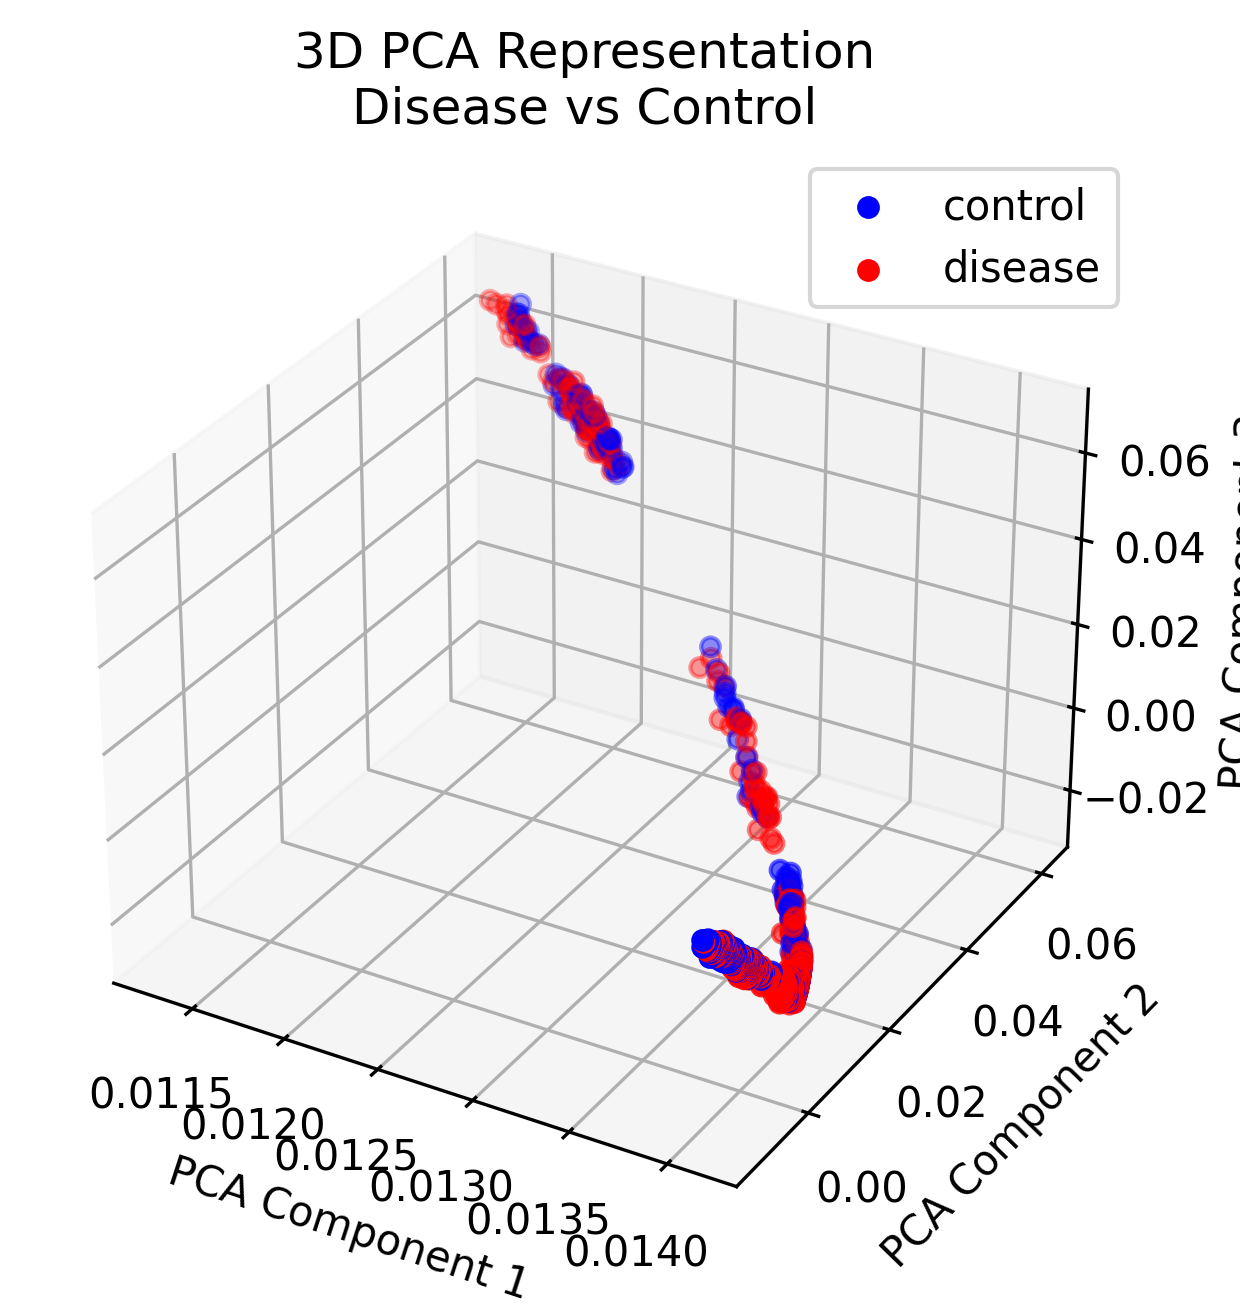 3D PCA Representation
Disease vs Control
control
disease
0.06
0.04
0.02
0.00
−0.02
0.06
0.04
0.02
0.00
PCA Component 2
0.0115
0.0120
0.0125
0.0130
0.0135
0.0140
PCA Component 1
PCA Component